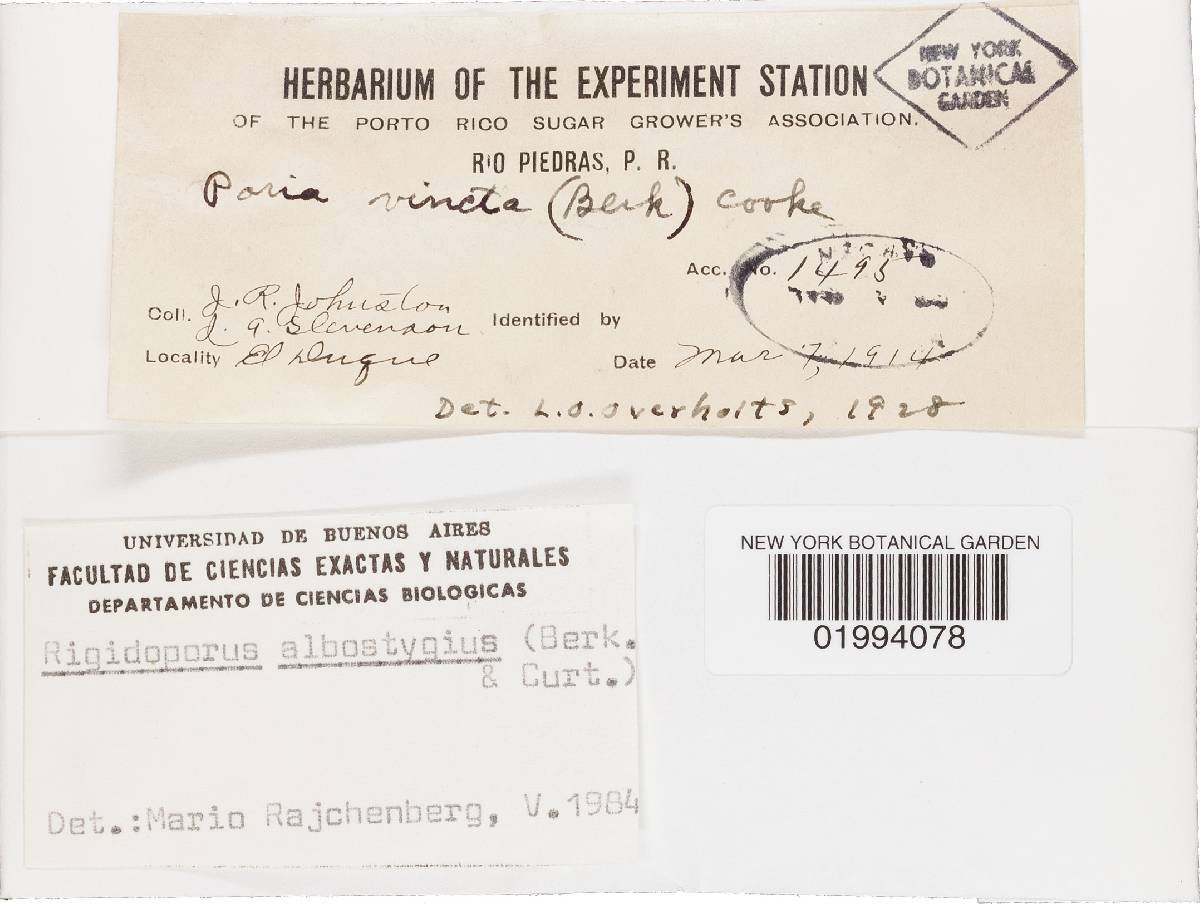 NEW YORK
BOTANICAL
GARDEN
HERBARIUM OF THE EXPERIMENT STATION
OF THE PORTO RICO SUGAR GROWER'S ASSOCIATION.
RIO PIEDRAS, P. R.
Poria vincta (Berk) Cooke
Acc. No. 1495
Coll. J. R. Johnston
J. A. Stevenson Identified by
Locality El Duque Date Mar 7, 1914
Det. L.O. Overholts, 1928
UNIVERSIDAD DE BUENOS AIRES
FACULTAD DE CIENCIAS EXACTAS Y NATURALES
DEPARTAMENTO DE CIENCIAS BIOLOGICAS
Rigidoporus albostygius (Berk.
& Curt.)
Det.:Mario Rajchenberg, V.1984
NEW YORK BOTANICAL GARDEN
01994078